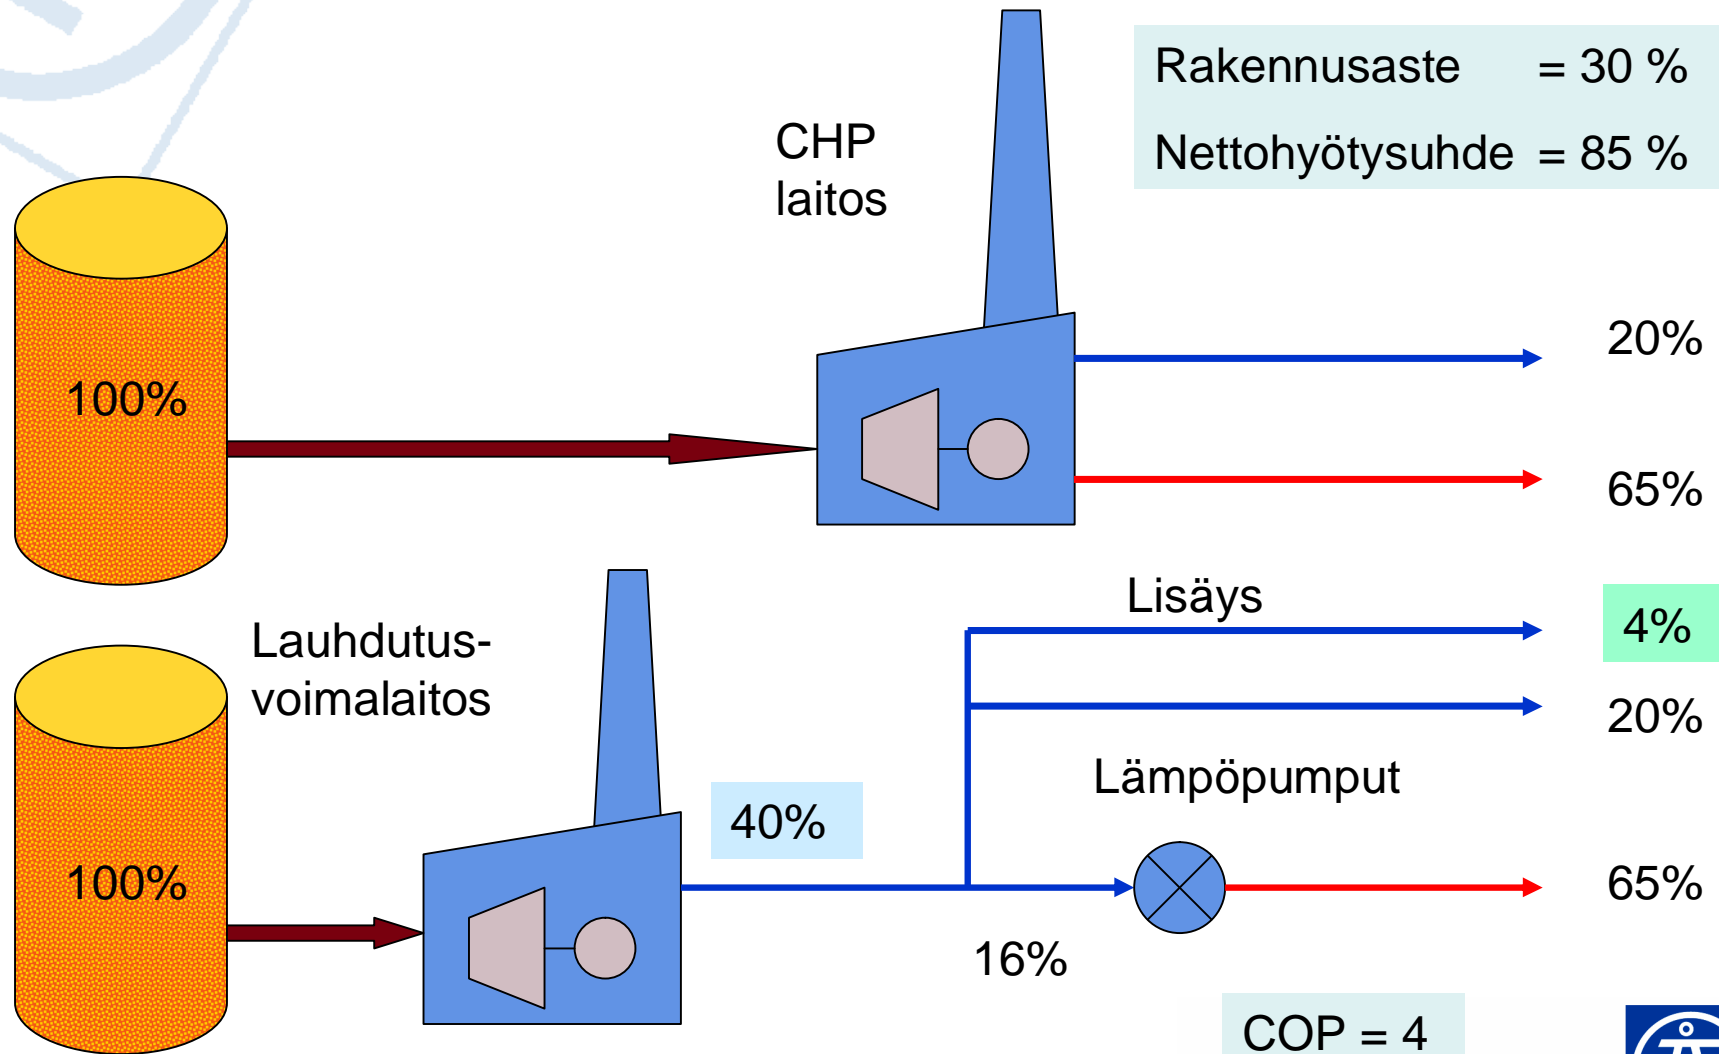 Rakennusaste = 30 %
Nettohyötysuhde = 85 %
CHP
laitos
100%
20%
65%
Lauhdutus-
voimalaitos
Lisäys
4%
20%
Lämpöpumput
40%
100%
65%
16%
COP = 4